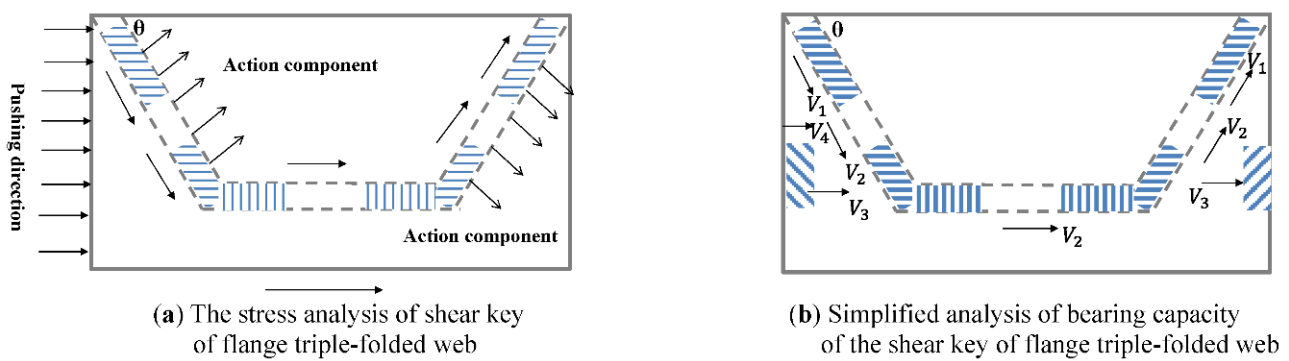 Pushing direction
θ
Action component
Action component
(a) The stress analysis of shear key
of flange triple-folded web
θ
V1
V4
V2
V3
V2
V3
V2
V1
(b) Simplified analysis of bearing capacity
of the shear key of flange triple-folded web